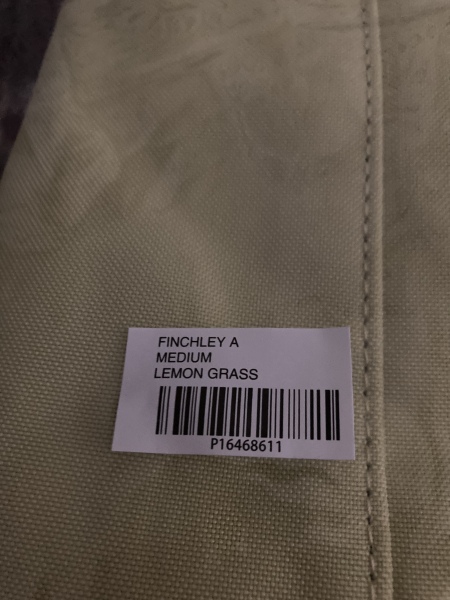 FINCHLEY A
MEDIUM
LEMON GRASS
P16468611